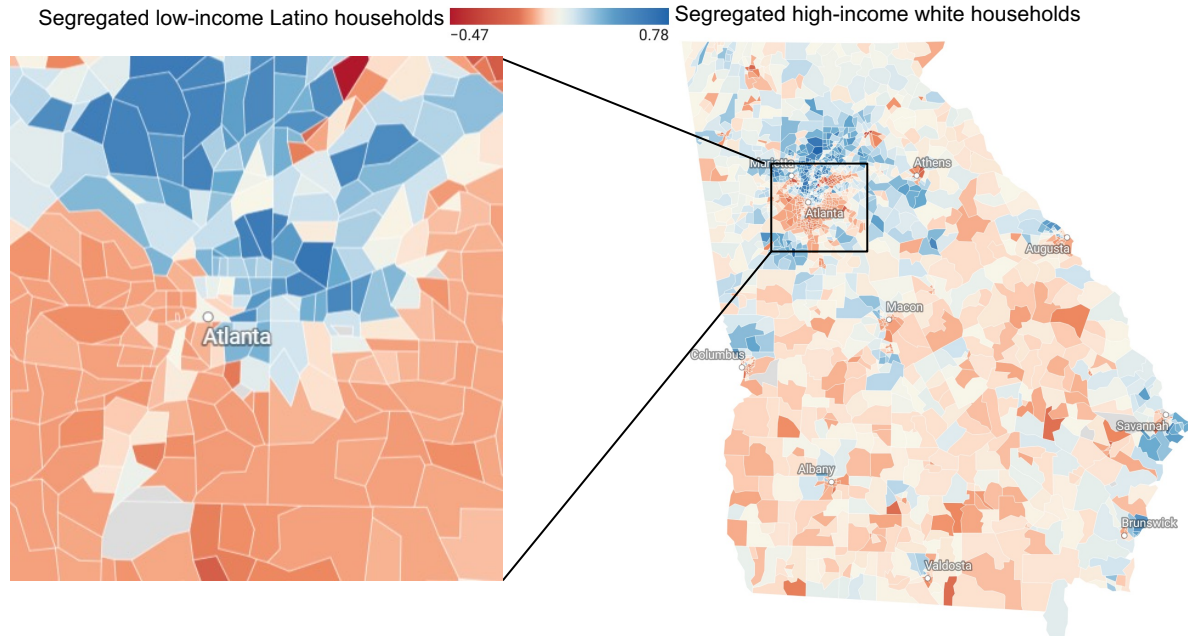 Segregated low-income Latino households
Segregated high-income white households
−0.47
0.78
Atlanta
Marietta
Athens
Atlanta
Augusta
Macon
Columbus
Savannah
Albany
Brunswick
Valdosta